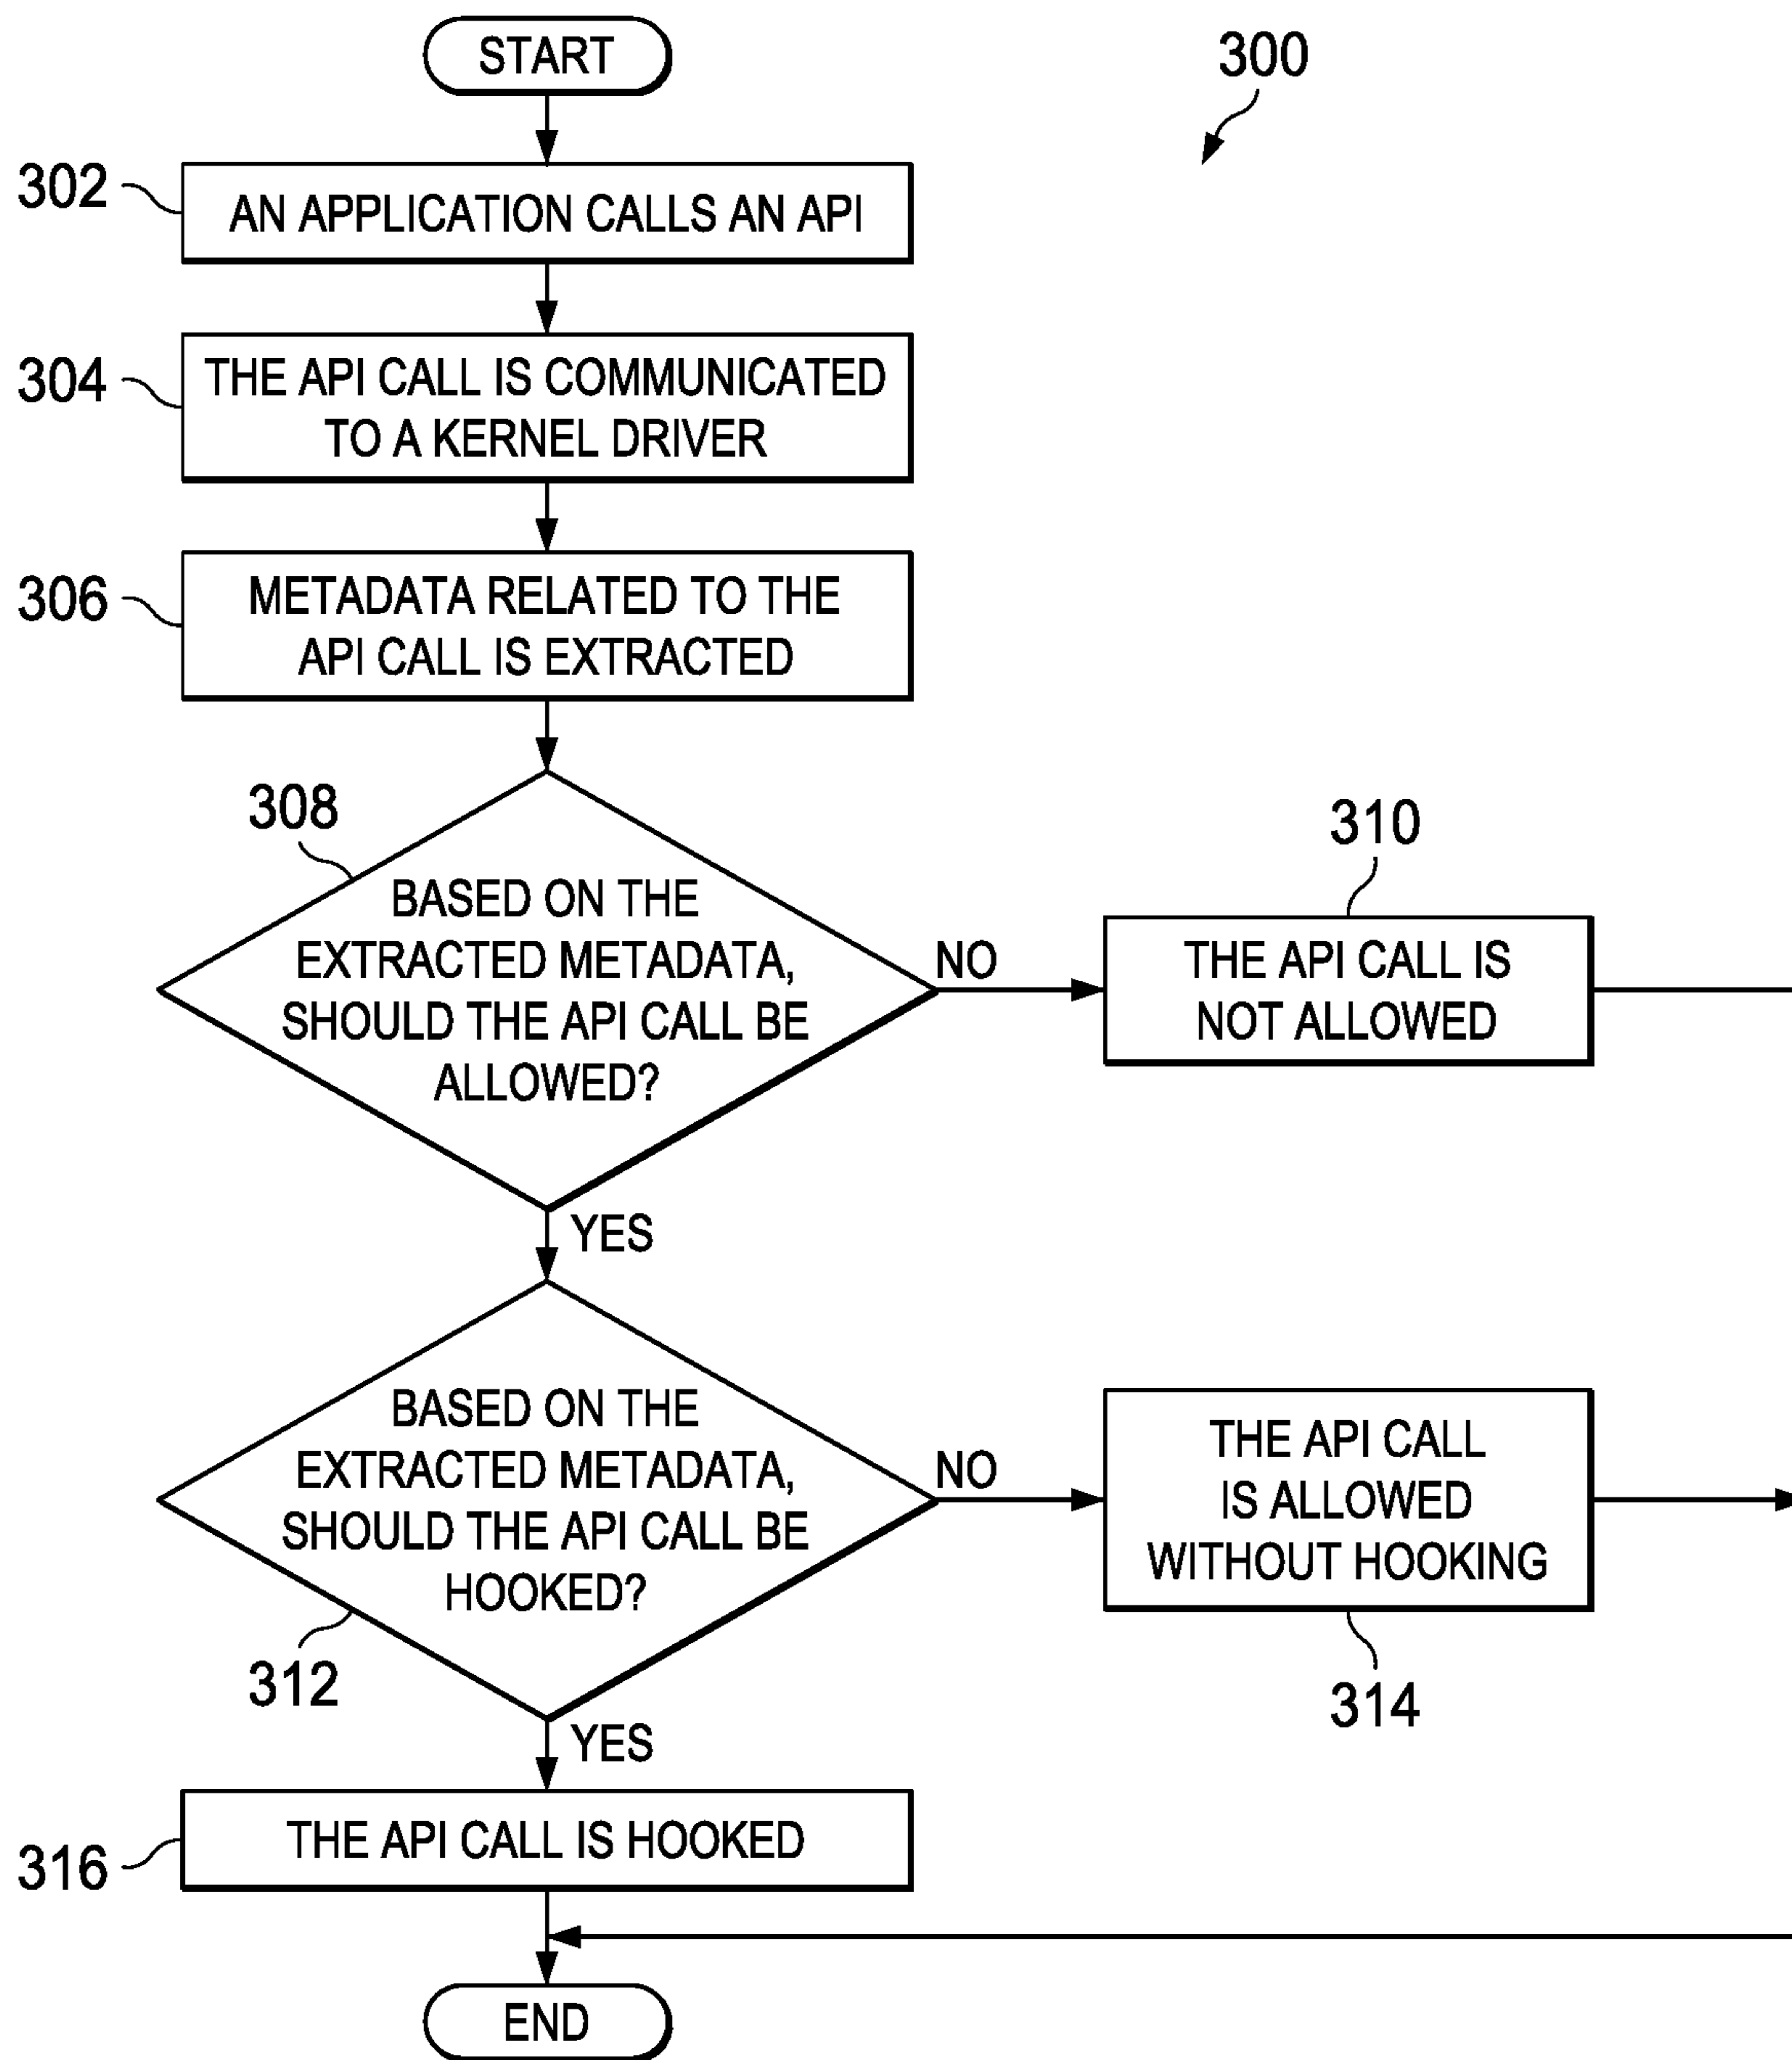 START
300
302
AN APPLICATION CALLS AN API
304
THE API CALL IS COMMUNICATED
TO A KERNEL DRIVER
306
METADATA RELATED TO THE
API CALL IS EXTRACTED
308
BASED ON THE
EXTRACTED METADATA,
SHOULD THE API CALL BE
ALLOWED?
NO
310
THE API CALL IS
NOT ALLOWED
YES
BASED ON THE
EXTRACTED METADATA,
SHOULD THE API CALL BE
HOOKED?
312
NO
THE API CALL
IS ALLOWED
WITHOUT HOOKING
314
YES
316
THE API CALL IS HOOKED
END